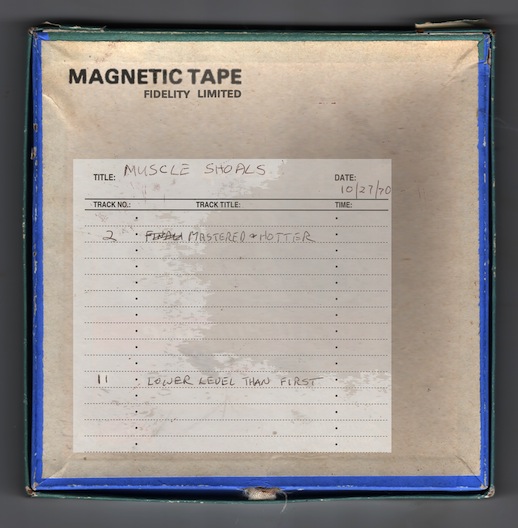 MAGNETIC TAPE
FIDELITY LIMITED
TITLE: MUSCLE SHOALS DATE:
10/27/70
TRACK NO.: TRACK TITLE: TIME:
2 MASTERED + HOTTER
11 LOWER LEVEL THAN FIRST